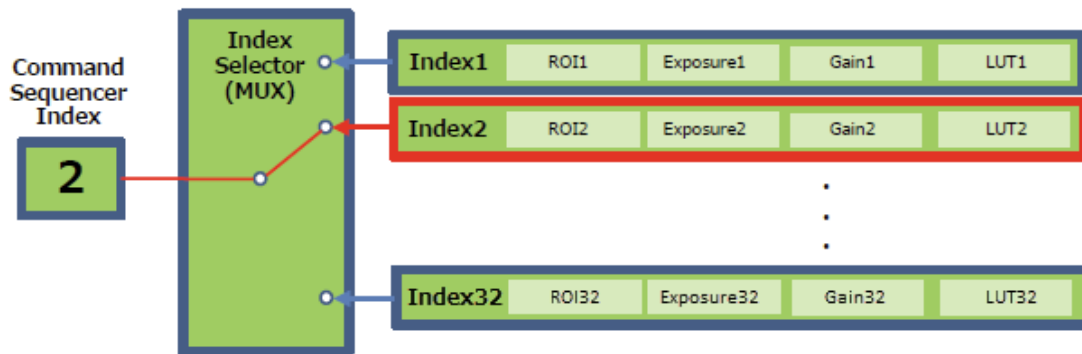 Command
Sequencer
Index
2
Index
Selector
(MUX)
Index1 ROI1 Exposure1 Gain1 LUT1
Index2 ROI2 Exposure2 Gain2 LUT2
Index32 ROI32 Exposure32 Gain32 LUT32